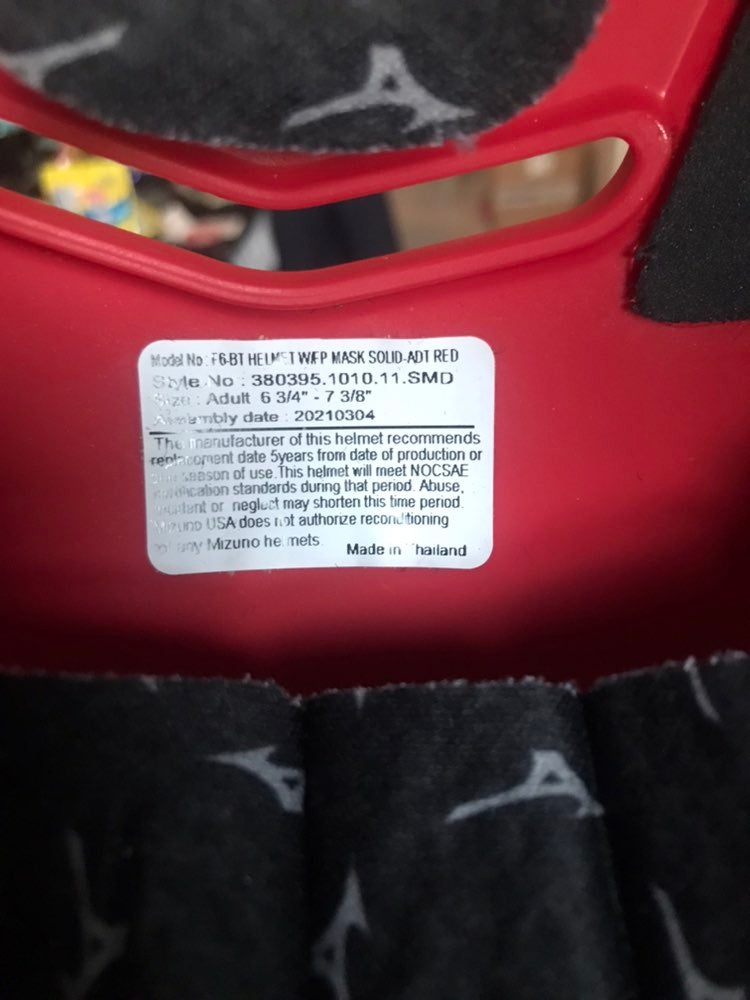 Model No : F6-BT HELMET W/FP MASK SOLID-ADT RED
Style No : 380395.1010.11.SMD
Size : Adult 6 3/4" - 7 3/8"
Assembly date : 20210304
The manufacturer of this helmet recommends
replacement date 5years from date of production or
season of use.This helmet will meet NOCSAE
standards during that period. Abuse,
or neglect may shorten this time period.
Mizuno USA does not authorize reconditioning
of any Mizuno helmets.
Made in Thailand